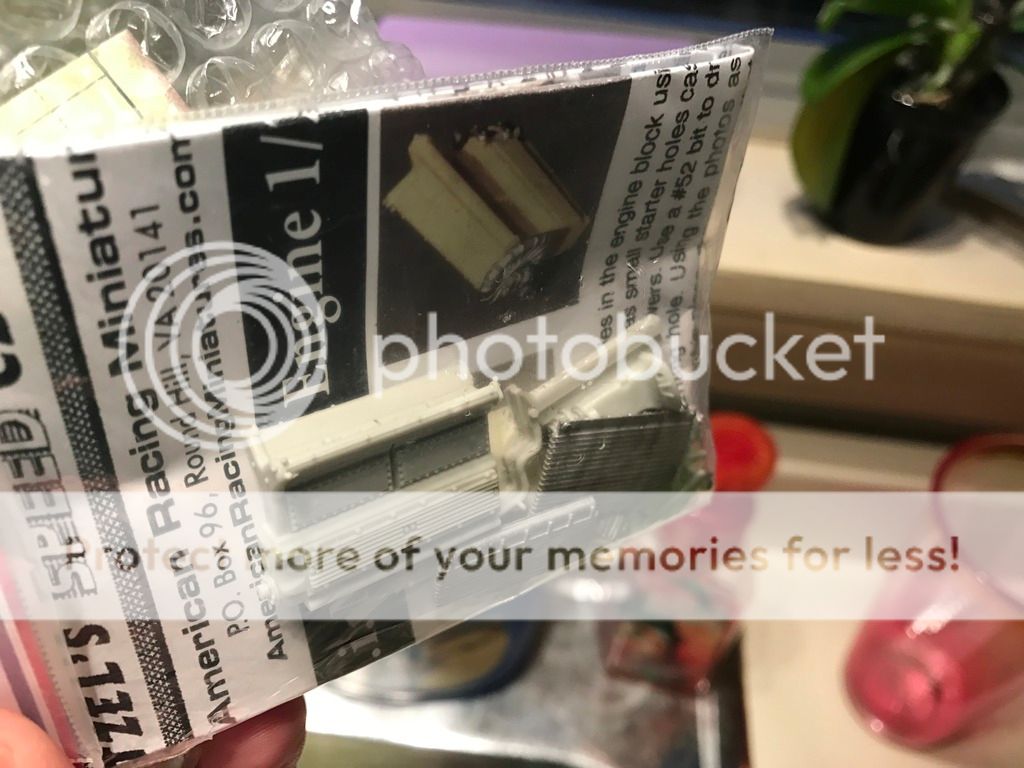 ZEL'S
SPEED
American Racing Miniatur
P.O. Box 96, Round Hill, VA 20141
AmericanRacingMiniatures.com
Engine 1/
es in the engine block usi
as small starter holes ca
vers. Use a #52 bit to dr
hole. Using the photos as
photobucket
Protect more of your memories for less!